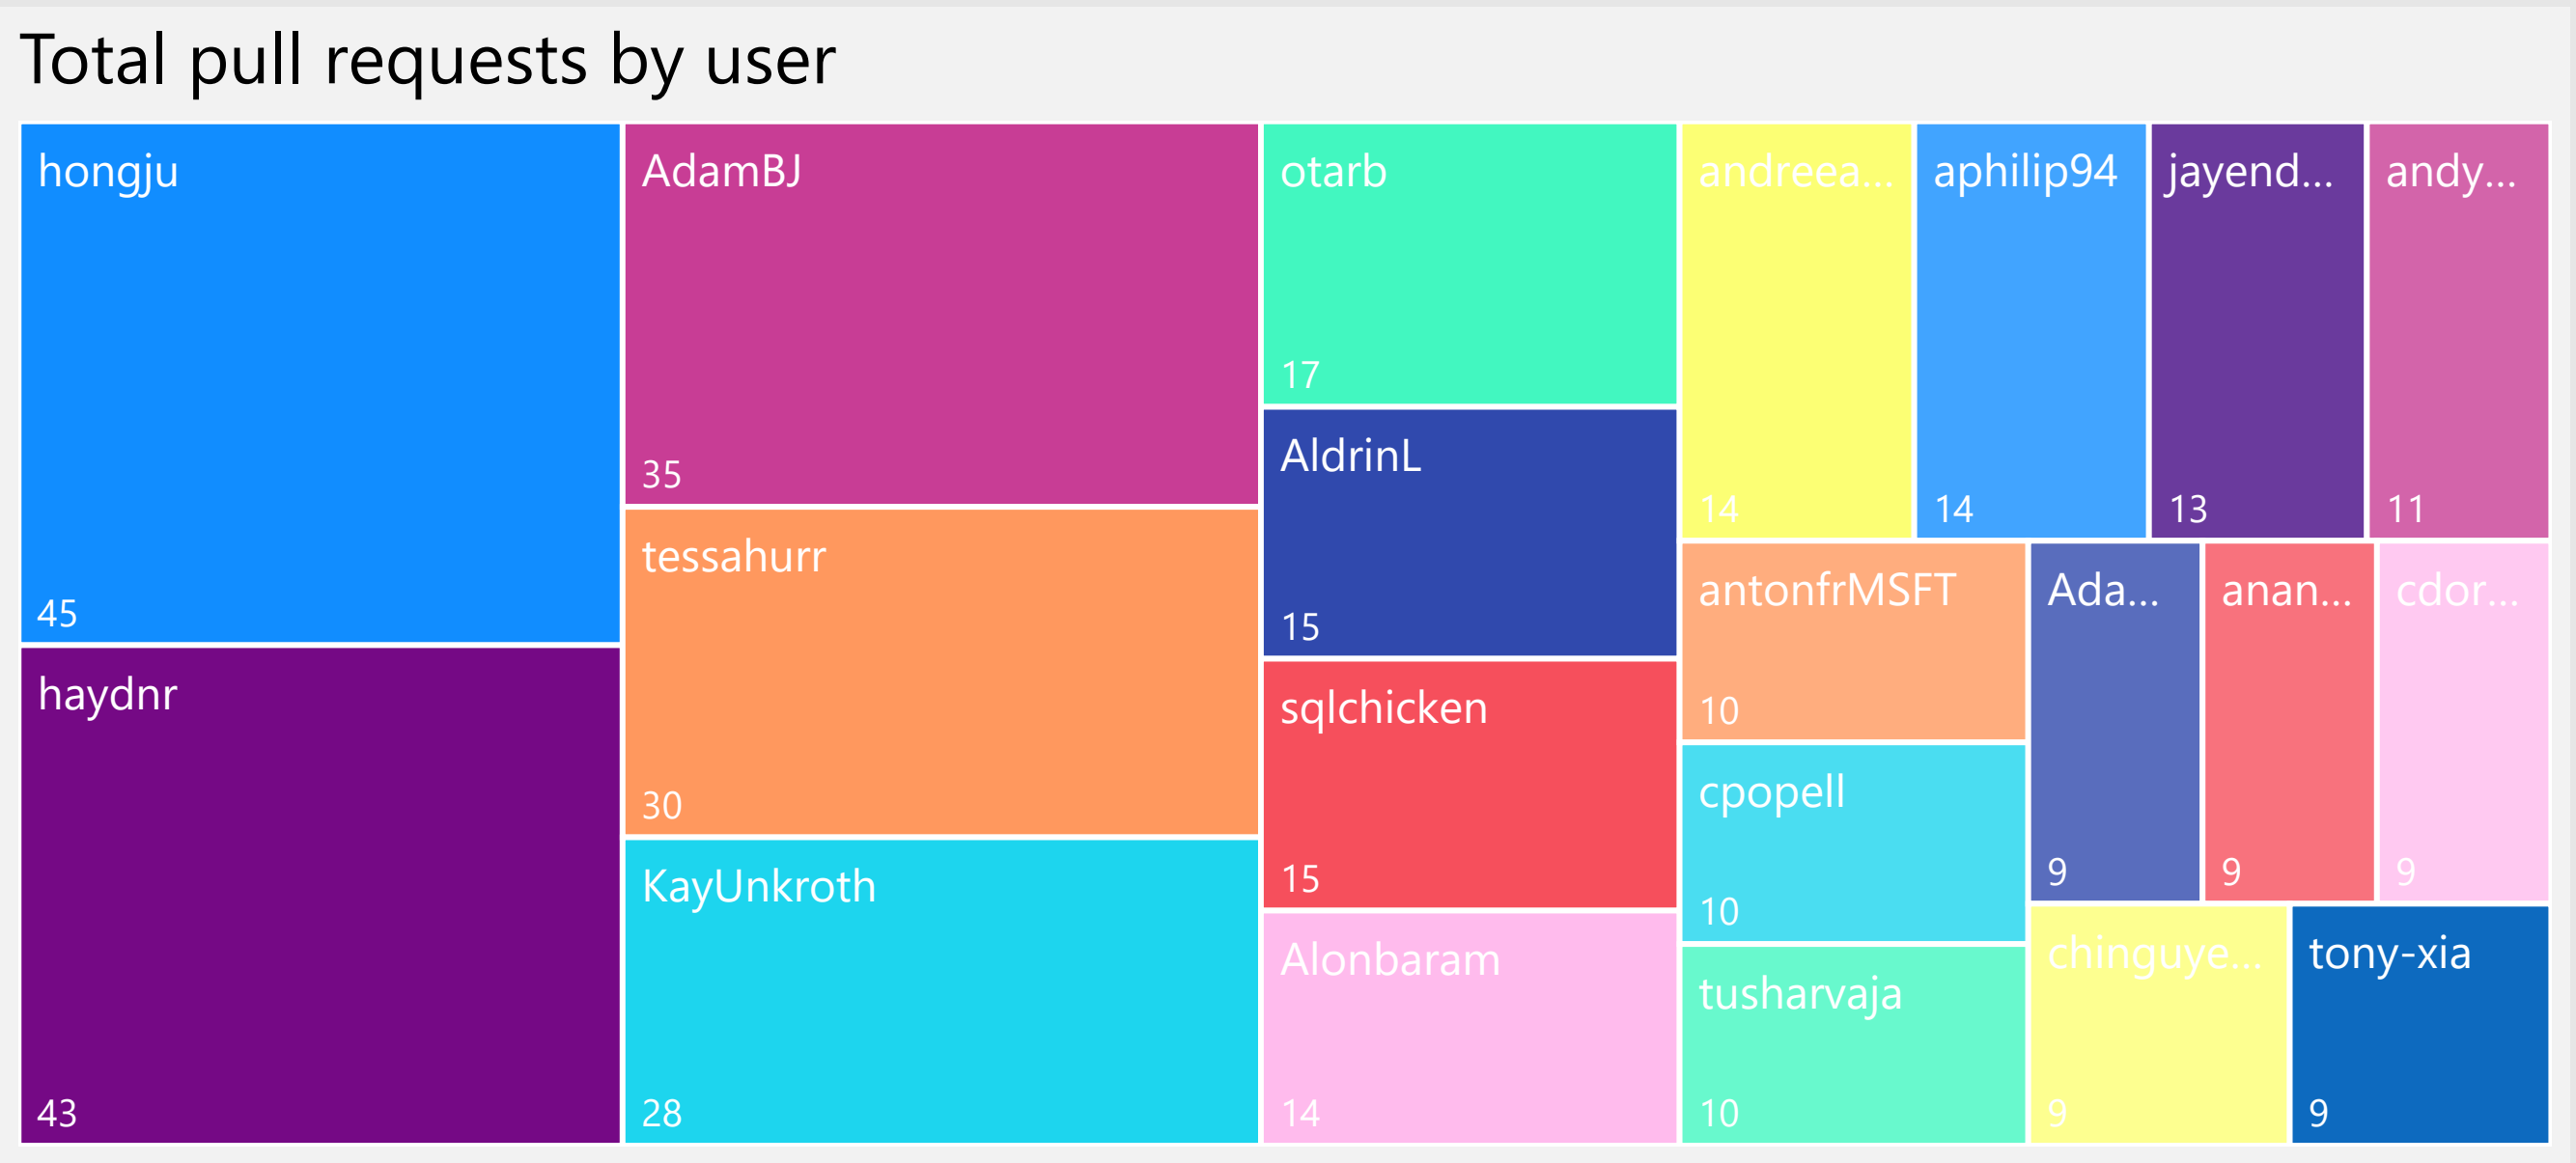 Total pull requests by user
hongju
45
haydnr
43
AdamBJ
35
tessahurr
30
KayUnkroth
28
otarb
17
AldrinL
15
sqlchicken
15
Alonbaram
14
andreea...
14
aphilip94
14
jayend...
13
andy...
11
antonfrMSFT
10
cpopell
10
tusharvaja
10
Ada...
9
anan...
9
cdor...
9
chinguye...
9
tony-xia
9